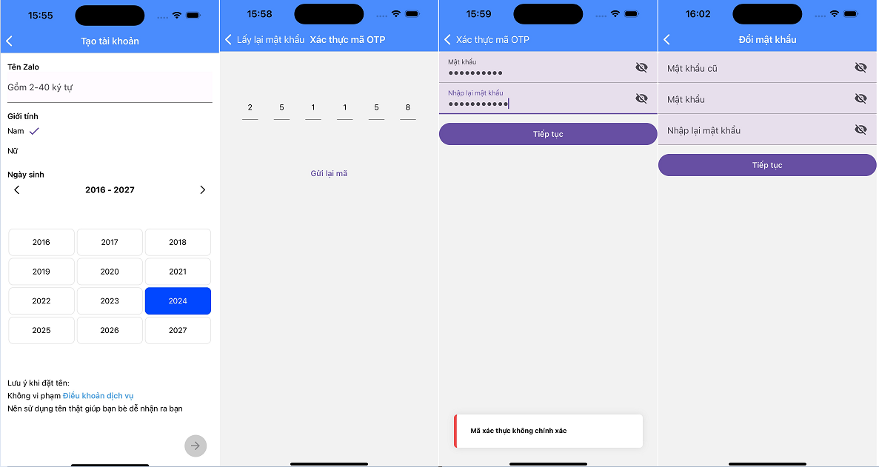 15:55
Tạo tài khoản
Tên Zalo
Gồm 2-40 ký tự
Giới tính
Nam
Nữ
Ngày sinh
2016 - 2027
2016 2017 2018
2019 2020 2021
2022 2023 2024
2025 2026 2027
Lưu ý khi đặt tên:
Không vi phạm Điều khoản dịch vụ
Nên sử dụng tên thật giúp bạn bè dễ nhận ra bạn
15:58
Lấy lại mật khẩu Xác thực mã OTP
2 5 1 1 5 8
Gửi lại mã
15:59
Xác thực mã OTP
Mật khẩu
Nhập lại mật khẩu
Tiếp tục
Mã xác thực không chính xác
16:02
Đổi mật khẩu
Mật khẩu cũ
Mật khẩu
Nhập lại mật khẩu
Tiếp tục